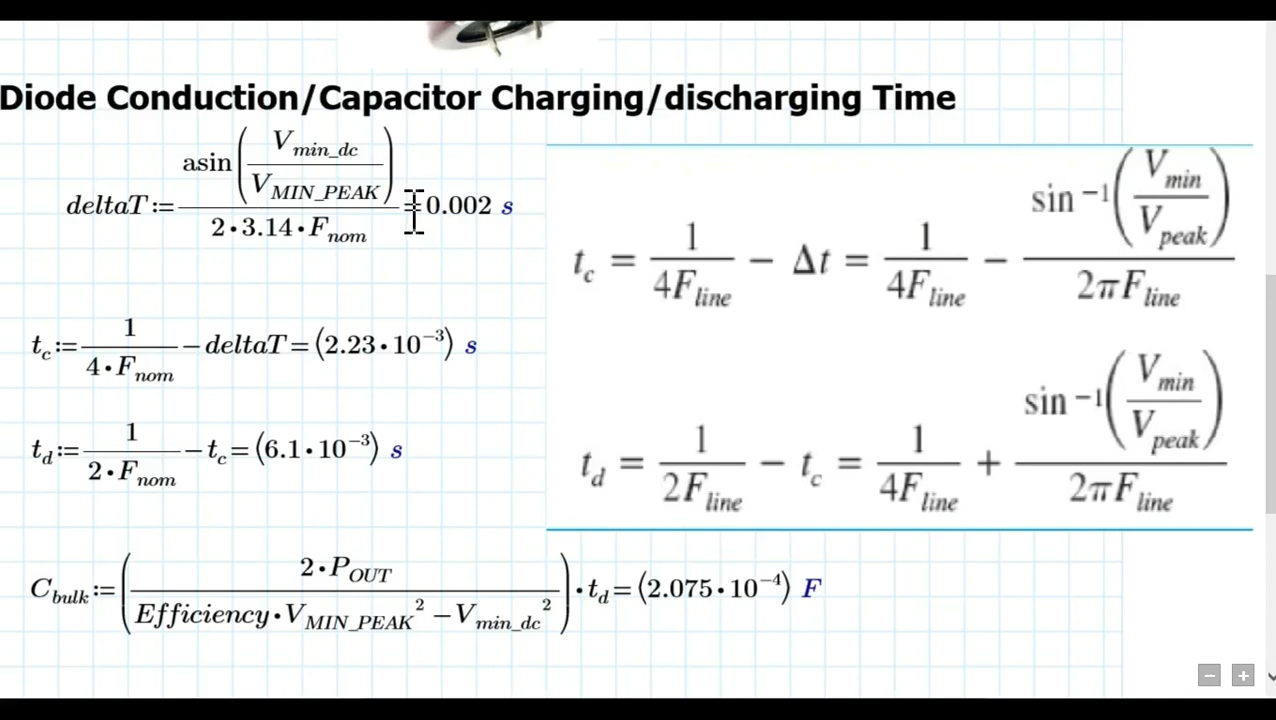 Diode Conduction/Capacitor Charging/discharging Time
deltaT := asin(V_min_dc / V_MIN_PEAK) / (2 • 3.14 • F_nom) = 0.002 s
t_c = 1 / (4F_line) − Δt = 1 / (4F_line) − sin⁻¹(V_min / V_peak) / (2πF_line)
t_c := 1 / (4 • F_nom) − deltaT = (2.23 • 10⁻³) s
t_d := 1 / (2 • F_nom) − t_c = (6.1 • 10⁻³) s
t_d = 1 / (2F_line) − t_c = 1 / (4F_line) + sin⁻¹(V_min / V_peak) / (2πF_line)
C_bulk := (2 • P_OUT / (Efficiency • V_MIN_PEAK² − V_min_dc²)) • t_d = (2.075 • 10⁻⁴) F